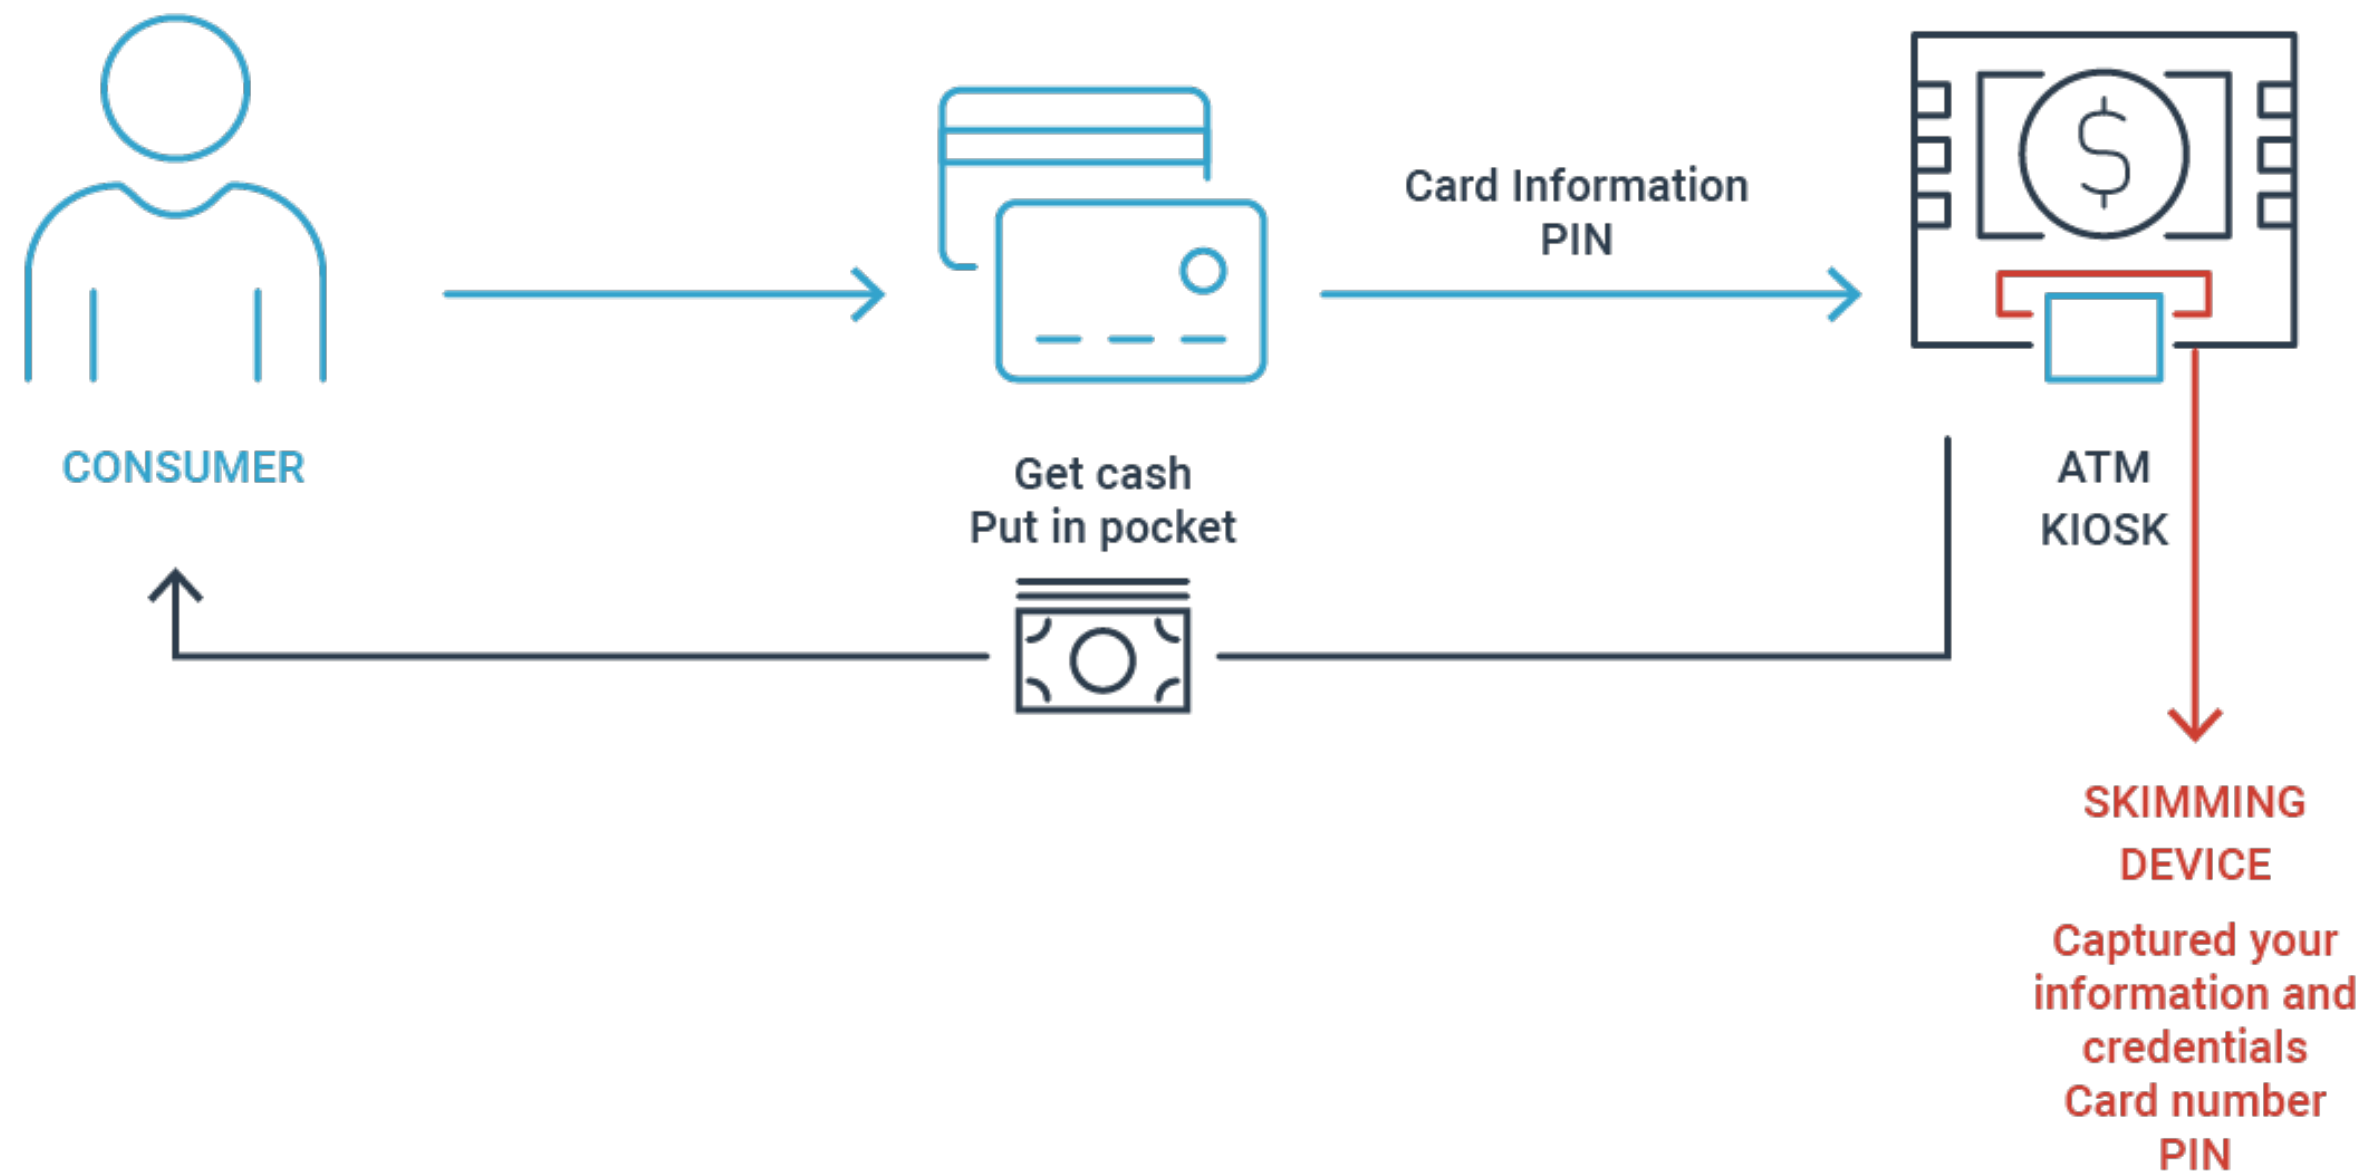 Card Information
PIN
CONSUMER
Get cash
Put in pocket
ATM
KIOSK
SKIMMING
DEVICE
Captured your
information and
credentials
Card number
PIN